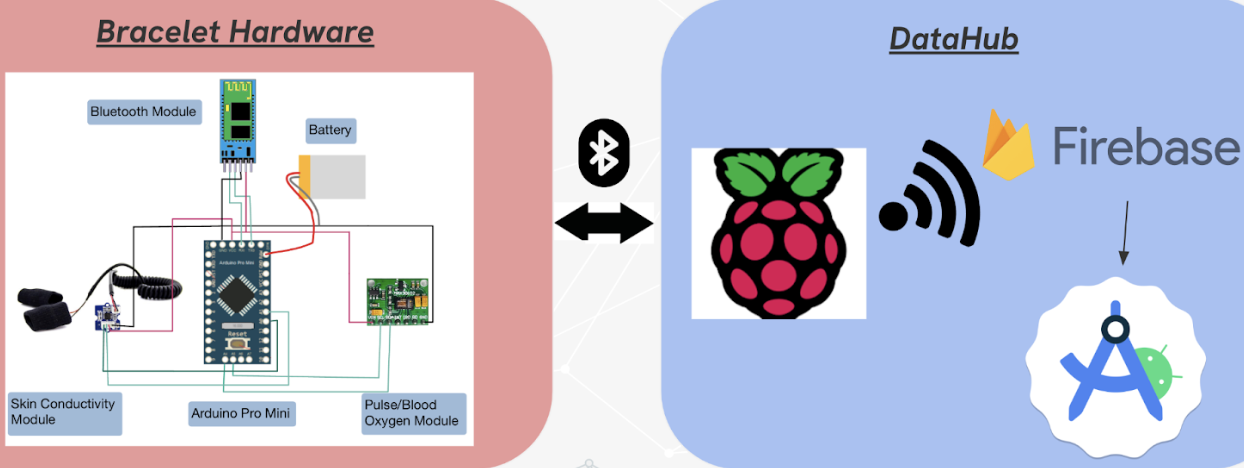 Bracelet Hardware
DataHub
Bluetooth Module
Battery
Firebase
Arduino Pro Mini
Reset
Skin Conductivity
Module
Arduino Pro Mini
Pulse/Blood
Oxygen Module